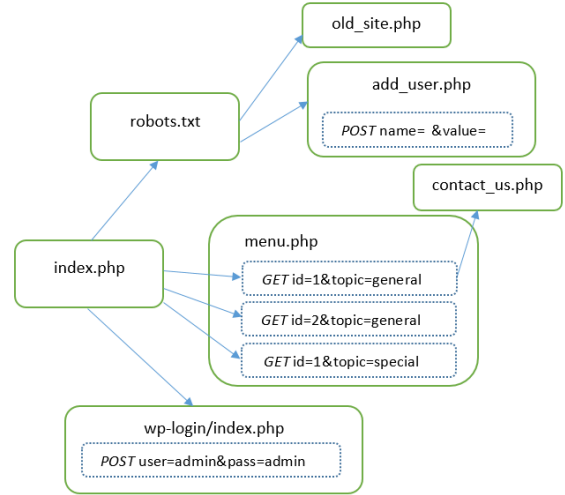 old_site.php
add_user.php
robots.txt
POST name=  &value=
contact_us.php
menu.php
index.php
GET id=1&topic=general
GET id=2&topic=general
GET id=1&topic=special
wp-login/index.php
POST user=admin&pass=admin